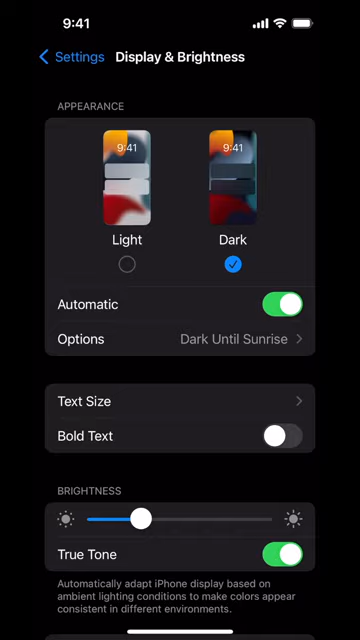 9:41
Settings
Display & Brightness
APPEARANCE
9:41
9:41
Light
Dark
Automatic
Options
Dark Until Sunrise
Text Size
Bold Text
BRIGHTNESS
True Tone
Automatically adapt iPhone display based on
ambient lighting conditions to make colors appear
consistent in different environments.